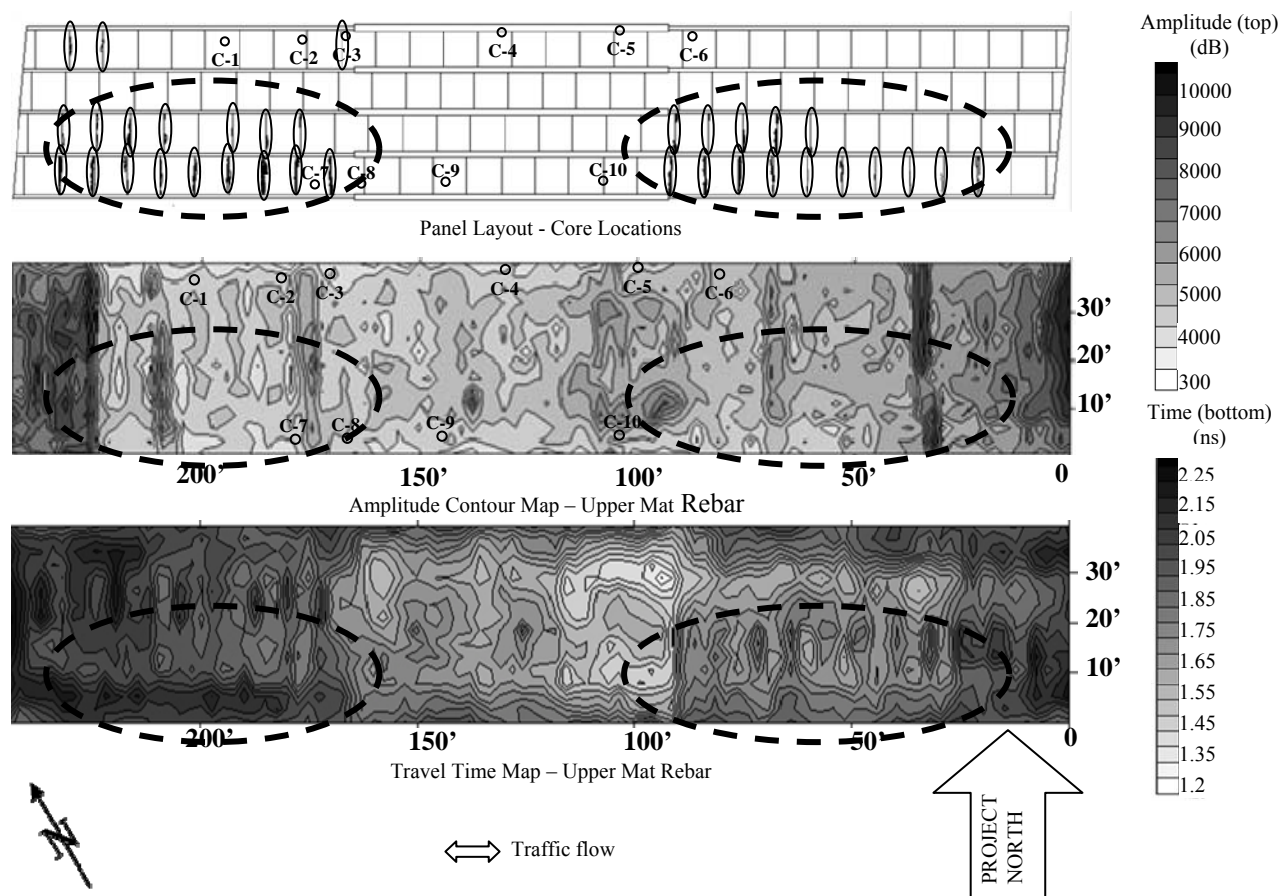 Amplitude (top)
(dB)
10000
9000
8000
7000
6000
5000
4000
300
C-1
C-2
C-3
C-4
C-5
C-6
C-7
C-8
C-9
C-10
Panel Layout - Core Locations
C-1
C-2
C-3
C-4
C-5
C-6
C-7
C-8
C-9
C-10
30'
20'
10'
200'
150'
100'
50'
0
Amplitude Contour Map – Upper Mat Rebar
Time (bottom)
(ns)
2.25
2.15
2.05
1.95
1.85
1.75
1.65
1.55
1.45
1.35
1.2
30'
20'
10'
200'
150'
100'
50'
0
Travel Time Map – Upper Mat Rebar
N
Traffic flow
PROJECT
NORTH